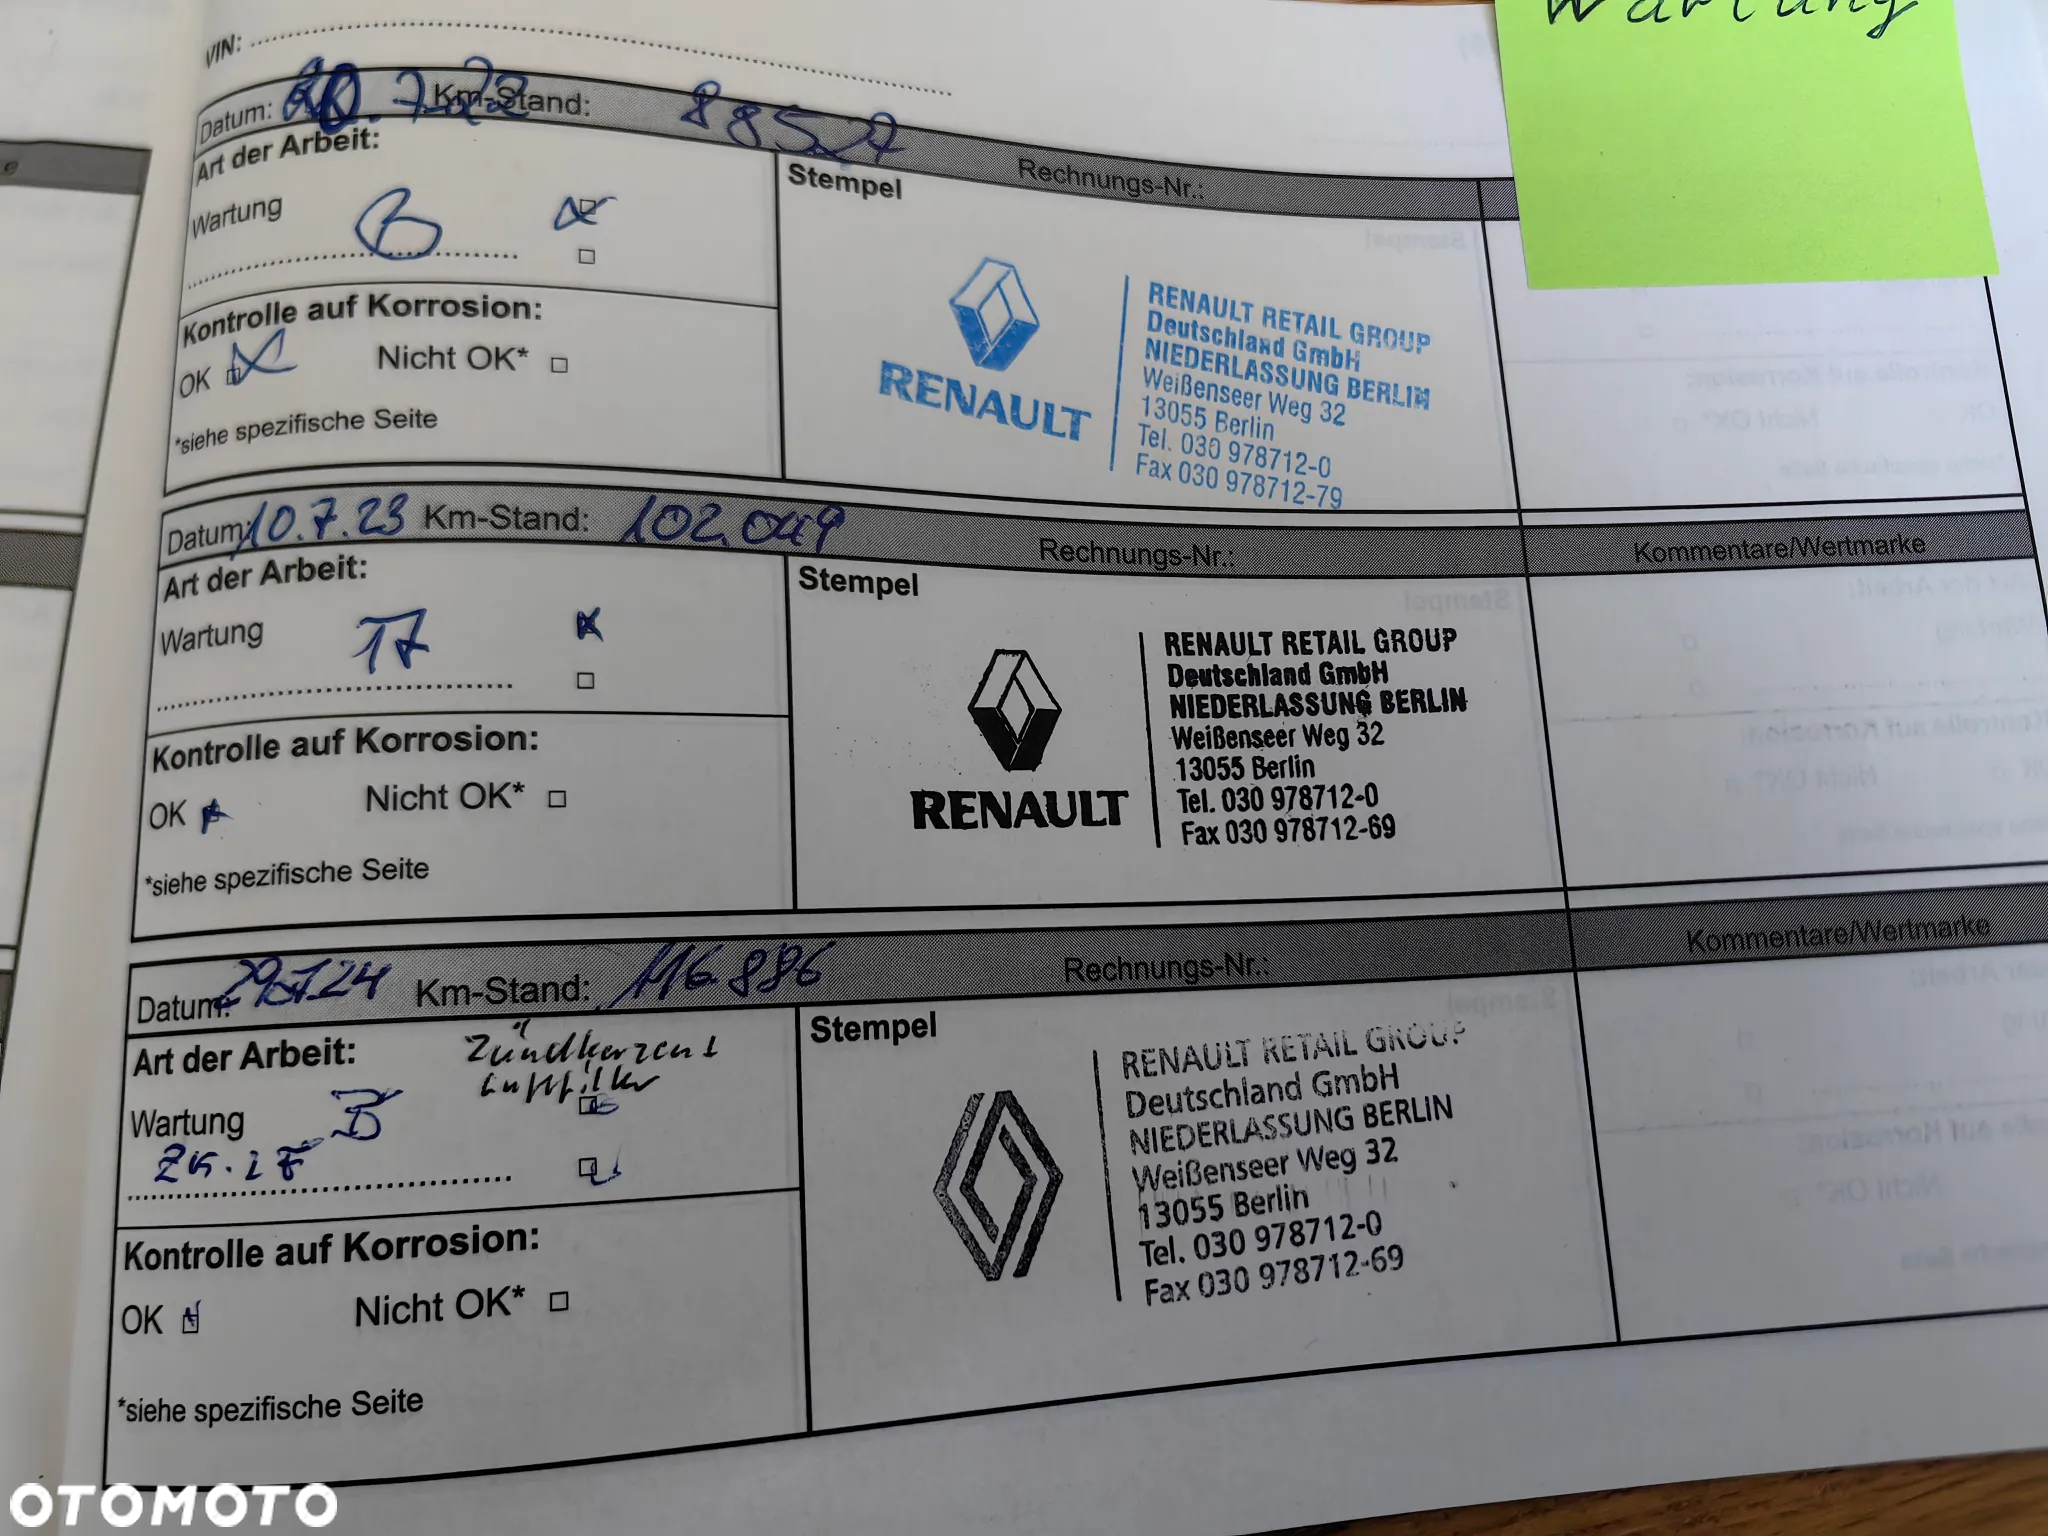 Wartung
VIN:
Datum: .7.22 Km-Stand: 88527 Rechnungs-Nr.:
Art der Arbeit:
Wartung B
Kontrolle auf Korrosion:
OK Nicht OK*
*siehe spezifische Seite
Stempel
RENAULT
RENAULT RETAIL GROUP
Deutschland GmbH
NIEDERLASSUNG BERLIN
Weißenseer Weg 32
13055 Berlin
Tel. 030 978712-0
Fax 030 978712-79
Datum: 10.7.23 Km-Stand: 102.049 Rechnungs-Nr.: Kommentare/Wertmarke
Art der Arbeit:
Wartung
Kontrolle auf Korrosion:
OK Nicht OK*
*siehe spezifische Seite
Stempel
RENAULT
RENAULT RETAIL GROUP
Deutschland GmbH
NIEDERLASSUNG BERLIN
Weißenseer Weg 32
13055 Berlin
Tel. 030 978712-0
Fax 030 978712-69
Datum: 29.7.24 Km-Stand: 116.886 Rechnungs-Nr.: Kommentare/Wertmarke
Art der Arbeit: Zündkerzen
Luftfilter
Wartung B
Kontrolle auf Korrosion:
OK Nicht OK*
*siehe spezifische Seite
Stempel
RENAULT RETAIL GROUP
Deutschland GmbH
NIEDERLASSUNG BERLIN
Weißenseer Weg 32
13055 Berlin
Tel. 030 978712-0
Fax 030 978712-69
OTOMOTO